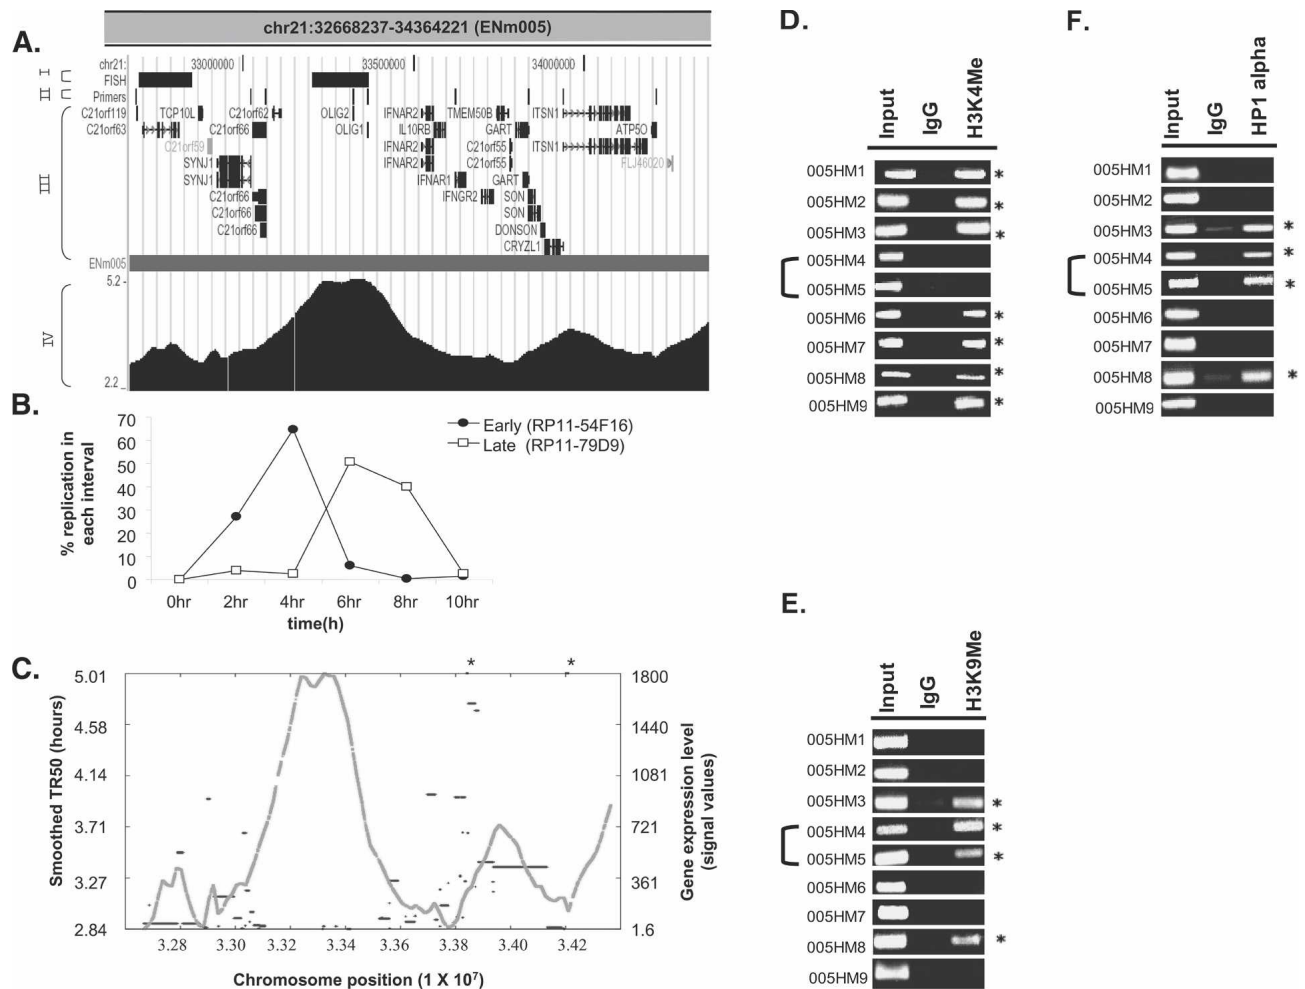 chr21:32668237-34364221 (ENm005)
A.
chr21:
33000000
33500000
34000000
I
FISH
II
Primers
III
C21orf119
TCP10L
C21orf62
OLIG2
IFNAR2
TMEM50B
ITSN1
C21orf63
C21orf66
OLIG1
IL10RB
GART
ATP5O
C21orf59
IFNAR2
C21orf55
ITSN1
SYNJ1
IFNAR2
C21orf55
FLJ46020
SYNJ1
IFNAR1
GART
C21orf66
IFNGR2
SON
C21orf66
SON
C21orf66
DONSON
CRYZL1
ENm005
5.2
IV
2.2
B.
% replication in
each interval
70
60
50
40
30
20
10
0
0hr 2hr 4hr 6hr 8hr 10hr
time(h)
Early (RP11-54F16)
Late (RP11-79D9)
C.
Smoothed TR50 (hours)
5.01
4.58
4.14
3.71
3.27
2.84
* *
1800
1440
1081
721
361
1.6
Gene expression level
(signal values)
3.28 3.30 3.32 3.34 3.36 3.38 3.40 3.42
Chromosome position (1 X 10⁷)
D.
Input IgG H3K4Me
005HM1 *
005HM2 *
005HM3 *
005HM4
005HM5
005HM6 *
005HM7 *
005HM8 *
005HM9 *
E.
Input IgG H3K9Me
005HM1
005HM2
005HM3 *
005HM4 *
005HM5 *
005HM6
005HM7
005HM8 *
005HM9
F.
Input IgG HP1 alpha
005HM1
005HM2
005HM3 *
005HM4 *
005HM5 *
005HM6
005HM7
005HM8 *
005HM9